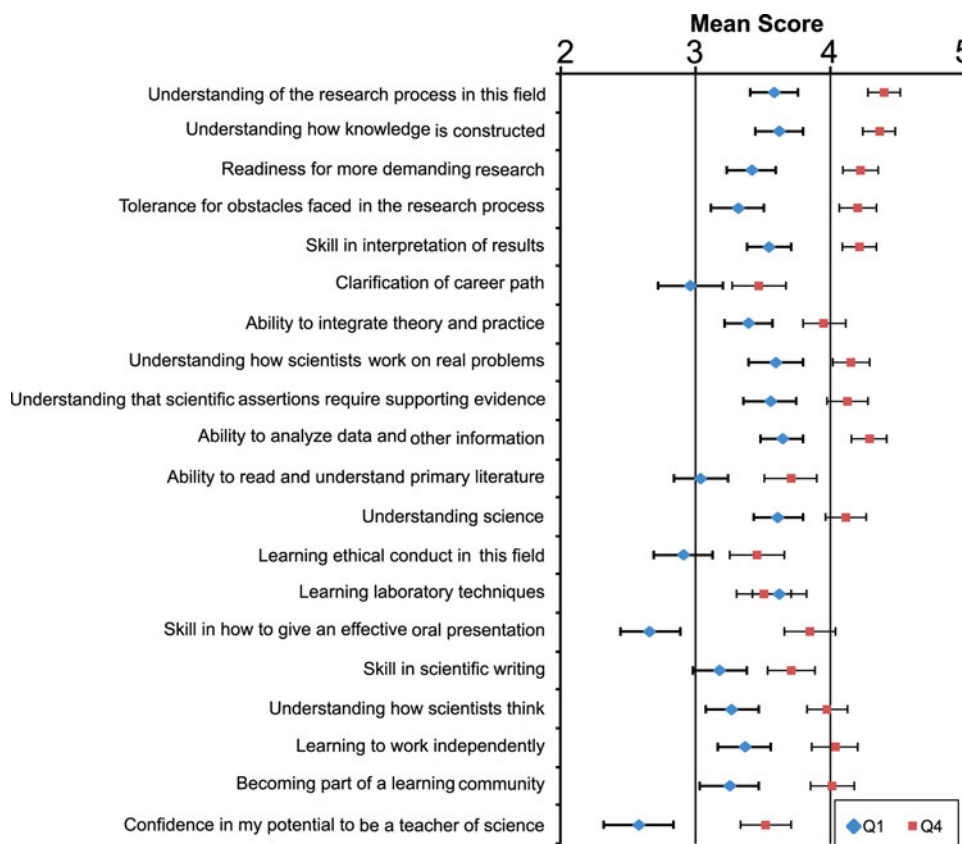 Mean Score
2 3 4 5
Understanding of the research process in this field
Understanding how knowledge is constructed
Readiness for more demanding research
Tolerance for obstacles faced in the research process
Skill in interpretation of results
Clarification of career path
Ability to integrate theory and practice
Understanding how scientists work on real problems
Understanding that scientific assertions require supporting evidence
Ability to analyze data and other information
Ability to read and understand primary literature
Understanding science
Learning ethical conduct in this field
Learning laboratory techniques
Skill in how to give an effective oral presentation
Skill in scientific writing
Understanding how scientists think
Learning to work independently
Becoming part of a learning community
Confidence in my potential to be a teacher of science
Q1 Q4